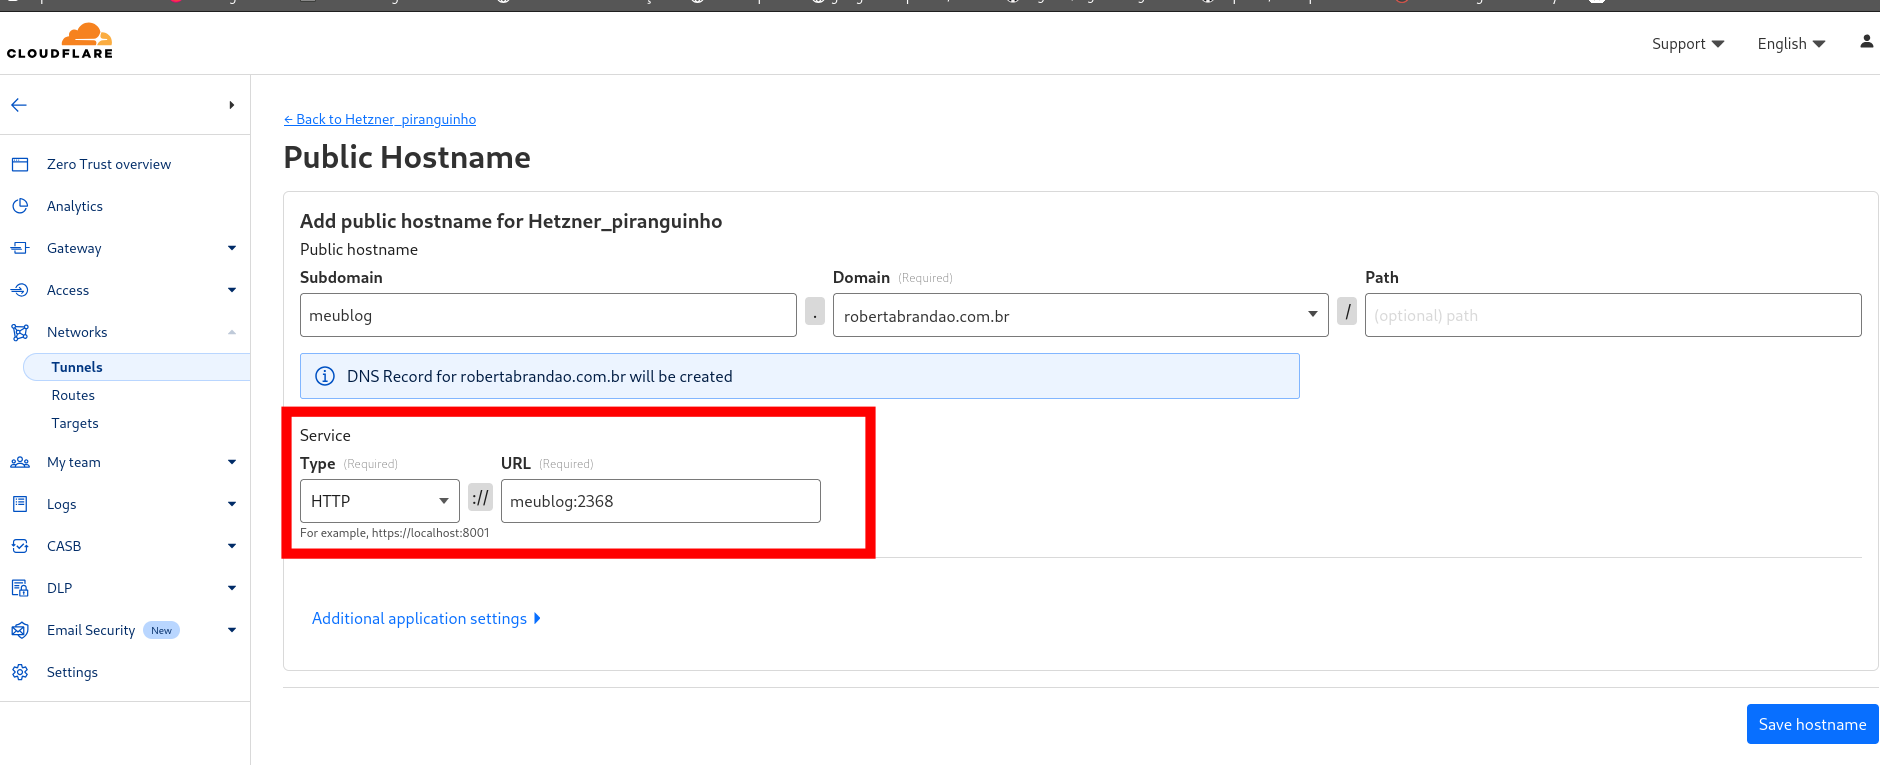 CLOUDFLARE
Support
English
Zero Trust overview
Analytics
Gateway
Access
Networks
Tunnels
Routes
Targets
My team
Logs
CASB
DLP
Email Security New
Settings
← Back to Hetzner_piranguinho
Public Hostname
Add public hostname for Hetzner_piranguinho
Public hostname
Subdomain Domain (Required) Path
meublog . robertabrandao.com.br / (optional) path
DNS Record for robertabrandao.com.br will be created
Service
Type (Required) URL (Required)
HTTP :// meublog:2368
For example, https://localhost:8001
Additional application settings
Save hostname